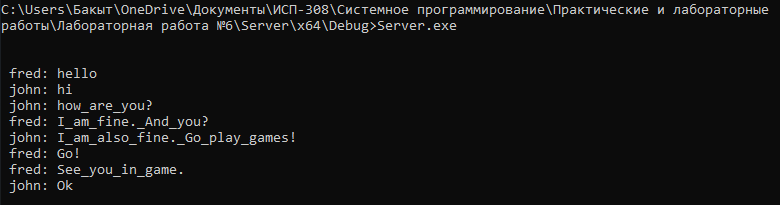 C:\Users\Бакыт\OneDrive\Документы\ИСП-308\Системное программирование\Практические и лабораторные
работы\Лабораторная работа №6\Server\x64\Debug>Server.exe
fred: hello
john: hi
john: how_are_you?
fred: I_am_fine._And_you?
john: I_am_also_fine._Go_play_games!
fred: Go!
fred: See_you_in_game.
john: Ok